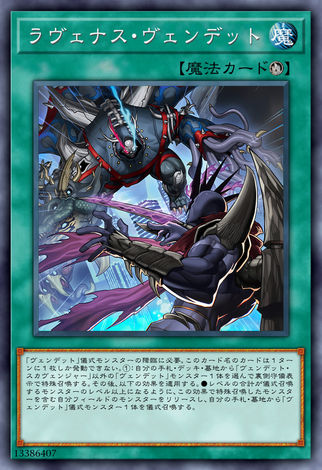 ラヴェナス・ヴェンデット 魔
【魔法カード】
「ヴェンデット」儀式モンスターの降臨に必要。このカード名のカードは1ター
ンに1枚しか発動できない。①:自分の手札・デッキ・墓地から「ヴェンデット・
スカヴェンジャー」以外の「ヴェンデット」モンスター1体を選んで裏側守備表
示で特殊召喚する。その後、以下の効果を適用する。●レベルの合計が儀式召喚
するモンスターのレベル以上になるように、この効果で特殊召喚したモンス
ターを含む自分フィールドのモンスターをリリースし、自分の手札・墓地から「ヴ
ェンデット」儀式モンスター1体を儀式召喚する。
13386407